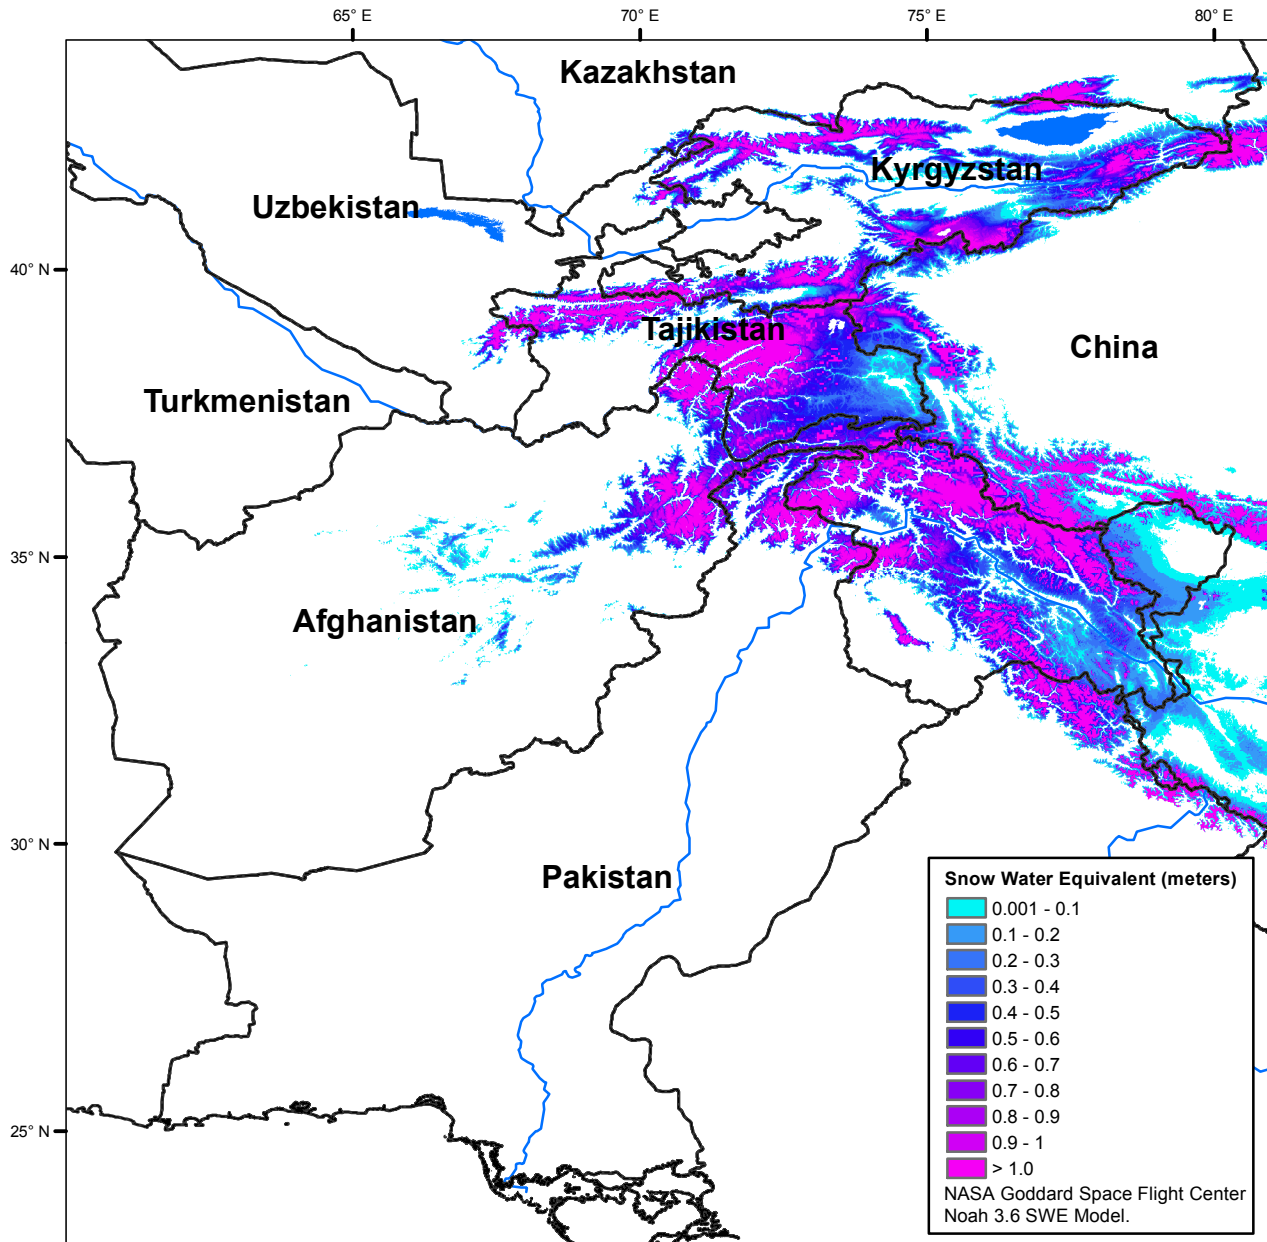 65° E
70° E
75° E
80° E
Kazakhstan
Kyrgyzstan
Uzbekistan
40° N
Tajikistan
China
Turkmenistan
35° N
Afghanistan
30° N
Pakistan
Snow Water Equivalent (meters)
0.001 - 0.1
0.1 - 0.2
0.2 - 0.3
0.3 - 0.4
0.4 - 0.5
0.5 - 0.6
0.6 - 0.7
0.7 - 0.8
0.8 - 0.9
0.9 - 1
> 1.0
NASA Goddard Space Flight Center
Noah 3.6 SWE Model.
25° N